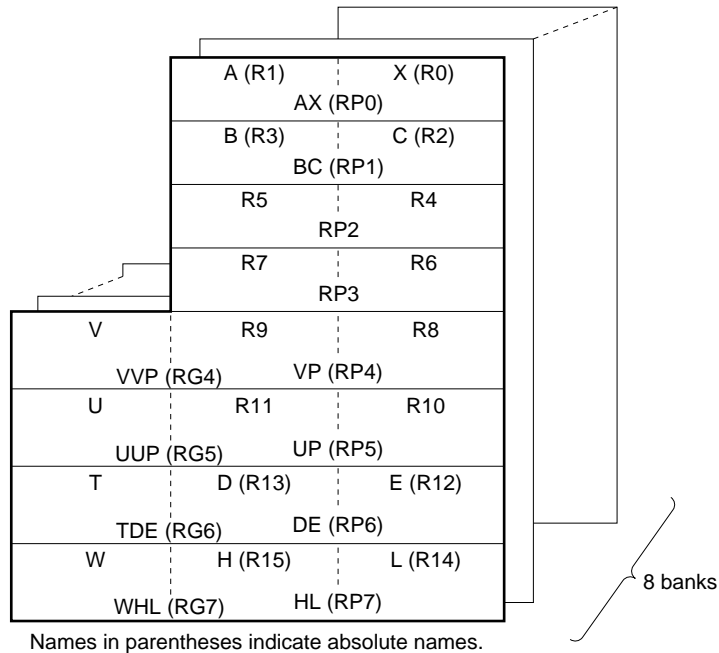 A (R1) X (R0)
AX (RP0)
B (R3) C (R2)
BC (RP1)
R5 R4
RP2
R7 R6
RP3
V R9 R8
VVP (RG4) VP (RP4)
U R11 R10
UUP (RG5) UP (RP5)
T D (R13) E (R12)
TDE (RG6) DE (RP6)
W H (R15) L (R14)
WHL (RG7) HL (RP7)
8 banks
Names in parentheses indicate absolute names.